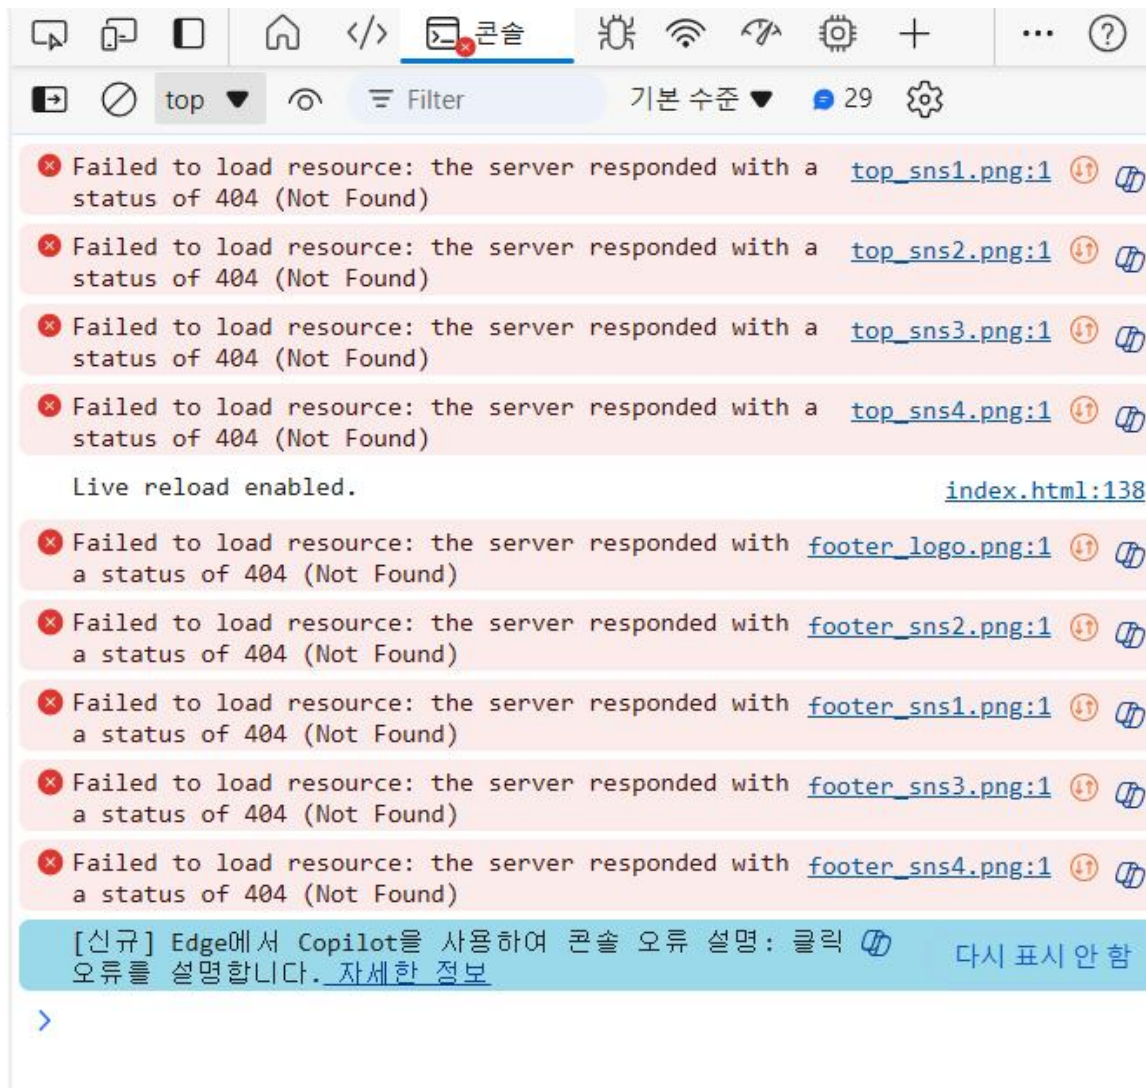 콘솔
top ▼ Filter 기본 수준 ▼ 29
Failed to load resource: the server responded with a top_sns1.png:1
status of 404 (Not Found)
Failed to load resource: the server responded with a top_sns2.png:1
status of 404 (Not Found)
Failed to load resource: the server responded with a top_sns3.png:1
status of 404 (Not Found)
Failed to load resource: the server responded with a top_sns4.png:1
status of 404 (Not Found)
Live reload enabled. index.html:138
Failed to load resource: the server responded with footer_logo.png:1
a status of 404 (Not Found)
Failed to load resource: the server responded with footer_sns2.png:1
a status of 404 (Not Found)
Failed to load resource: the server responded with footer_sns1.png:1
a status of 404 (Not Found)
Failed to load resource: the server responded with footer_sns3.png:1
a status of 404 (Not Found)
Failed to load resource: the server responded with footer_sns4.png:1
a status of 404 (Not Found)
[신규] Edge에서 Copilot을 사용하여 콘솔 오류 설명: 클릭 다시 표시 안 함
오류를 설명합니다. 자세한 정보